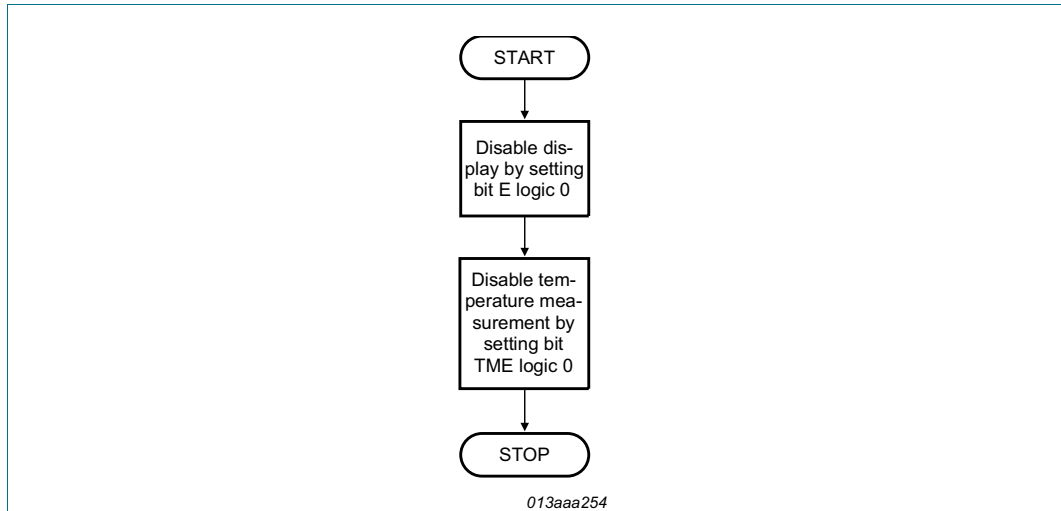 START
Disable dis-
play by setting
bit E logic 0
Disable tem-
perature mea-
surement by
setting bit
TME logic 0
STOP
013aaa254